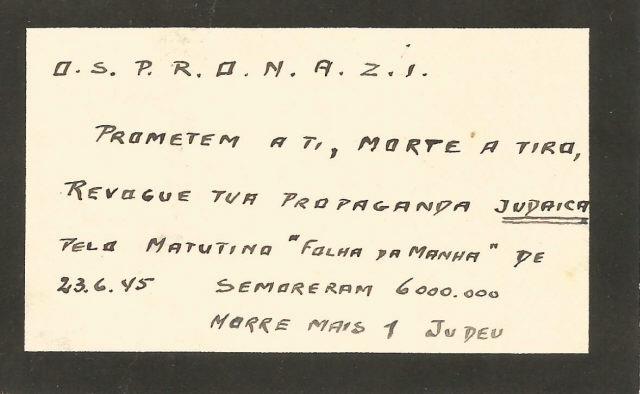 O.S. P.R.O.N.A.Z.I.
PROMETEM A TI, MORTE A TIRO,
REVOGUE TUA PROPAGANDA JUDAICA
PELO MATUTINO "FOLHA DA MANHA" DE
23.6.45 SEMORERAM 6000.000
MORRE MAIS 1 JUDEU